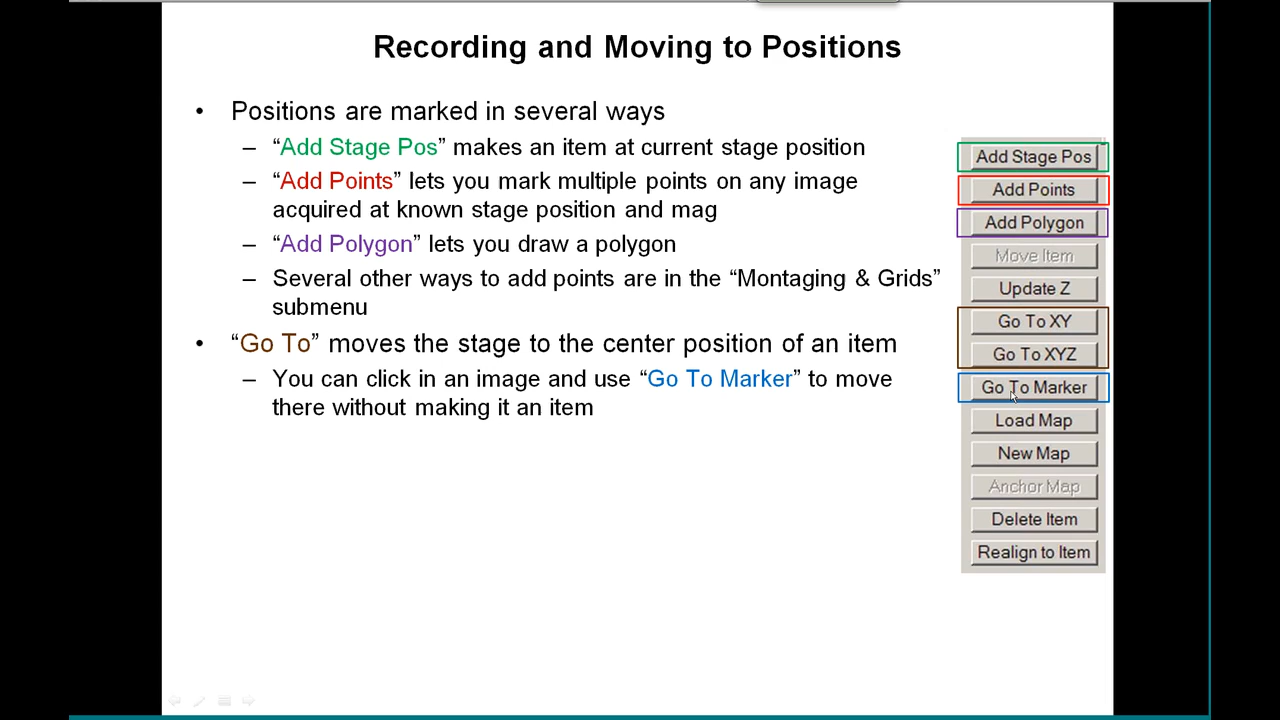 Recording and Moving to Positions
• Positions are marked in several ways
– “Add Stage Pos” makes an item at current stage position
– “Add Points” lets you mark multiple points on any image
acquired at known stage position and mag
– “Add Polygon” lets you draw a polygon
– Several other ways to add points are in the “Montaging & Grids”
submenu
• “Go To” moves the stage to the center position of an item
– You can click in an image and use “Go To Marker” to move
there without making it an item
Add Stage Pos
Add Points
Add Polygon
Move Item
Update Z
Go To XY
Go To XYZ
Go To Marker
Load Map
New Map
Anchor Map
Delete Item
Realign to Item